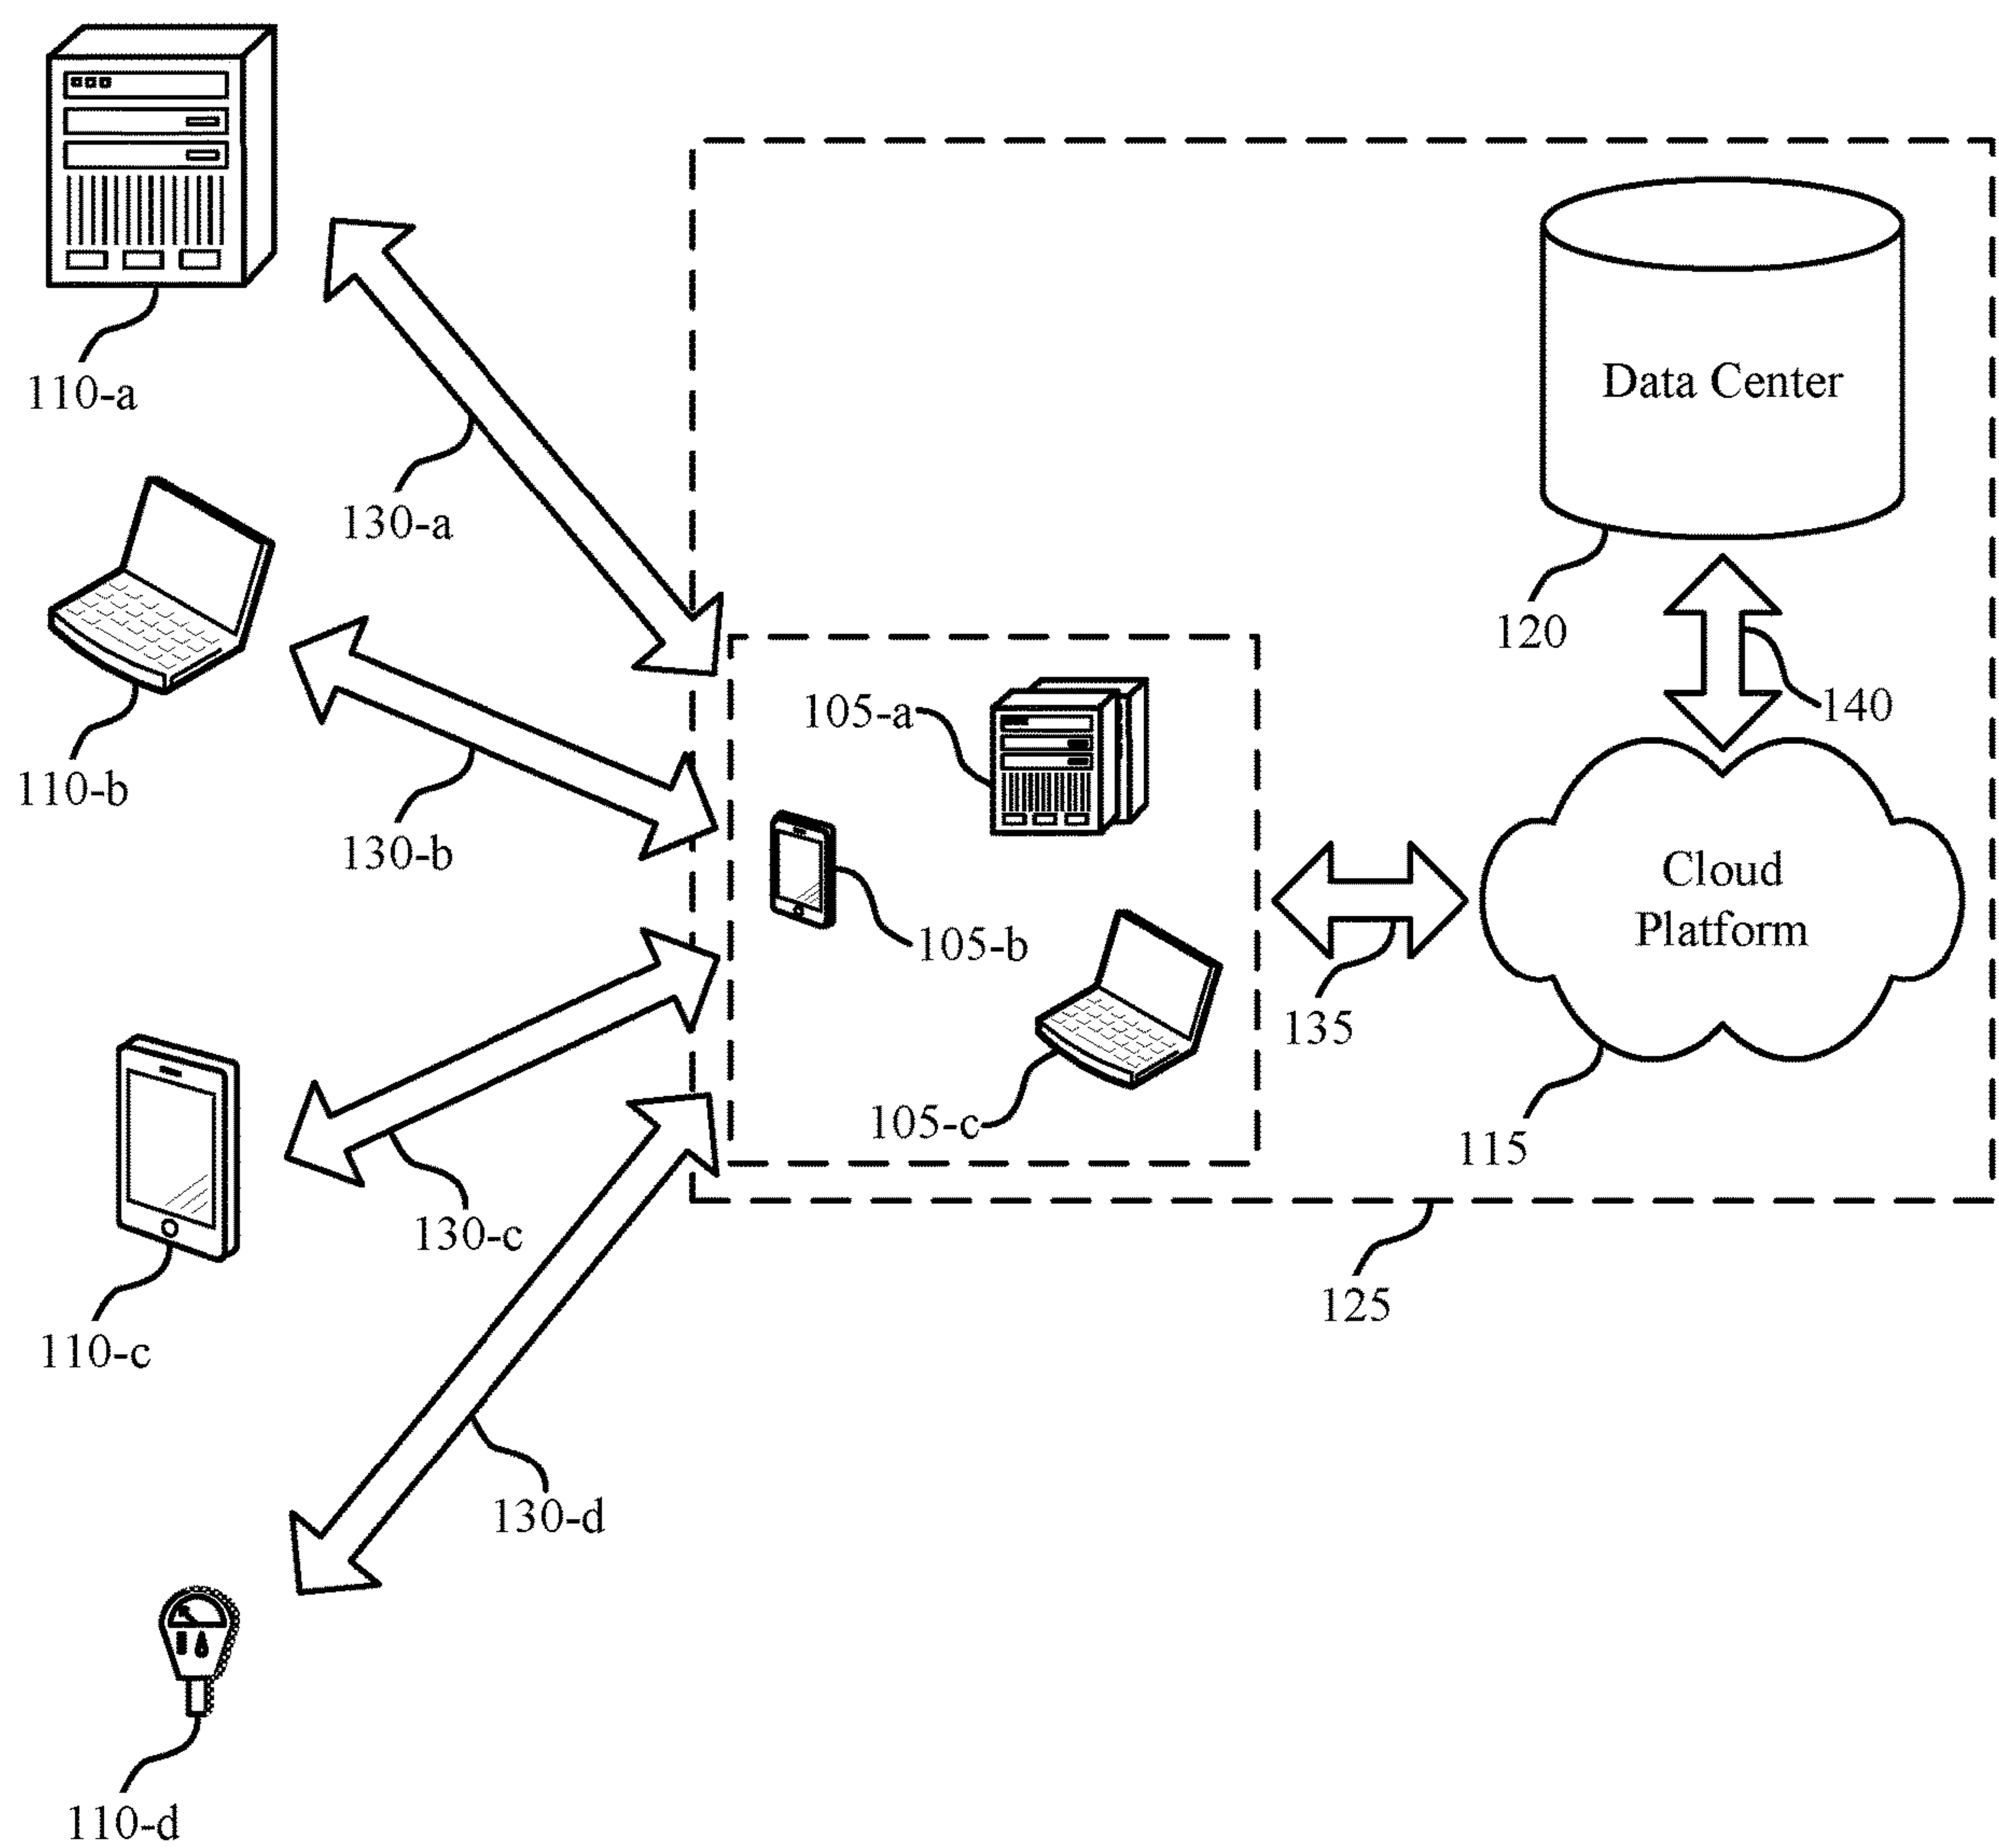 110-a
130-a
Data Center
120
110-b
130-b
105-a
140
105-b
Cloud
Platform
135
105-c
115
130-c
125
110-c
130-d
110-d